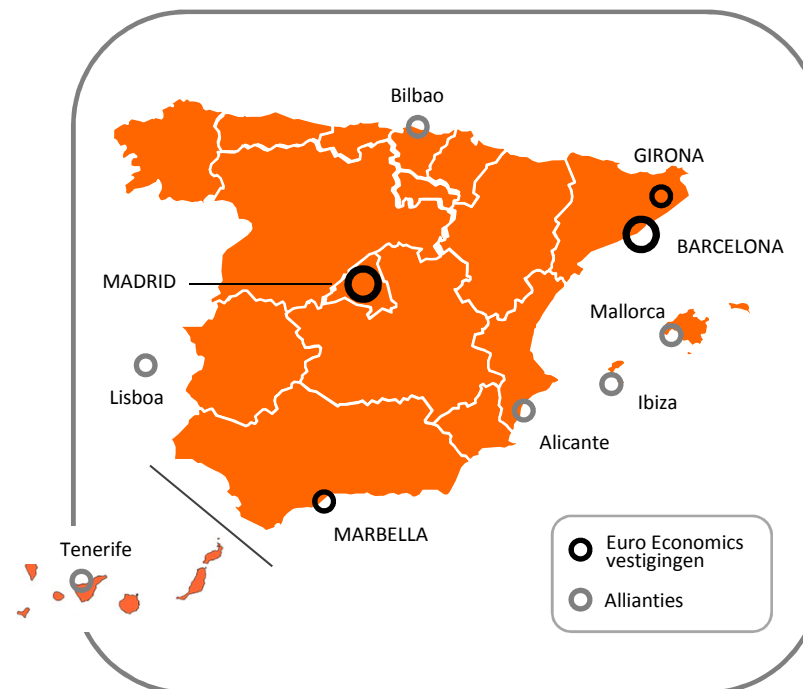 Bilbao
GIRONA
BARCELONA
MADRID
Mallorca
Lisboa
Ibiza
Alicante
MARBELLA
Tenerife
Euro Economics
vestigingen
Allianties